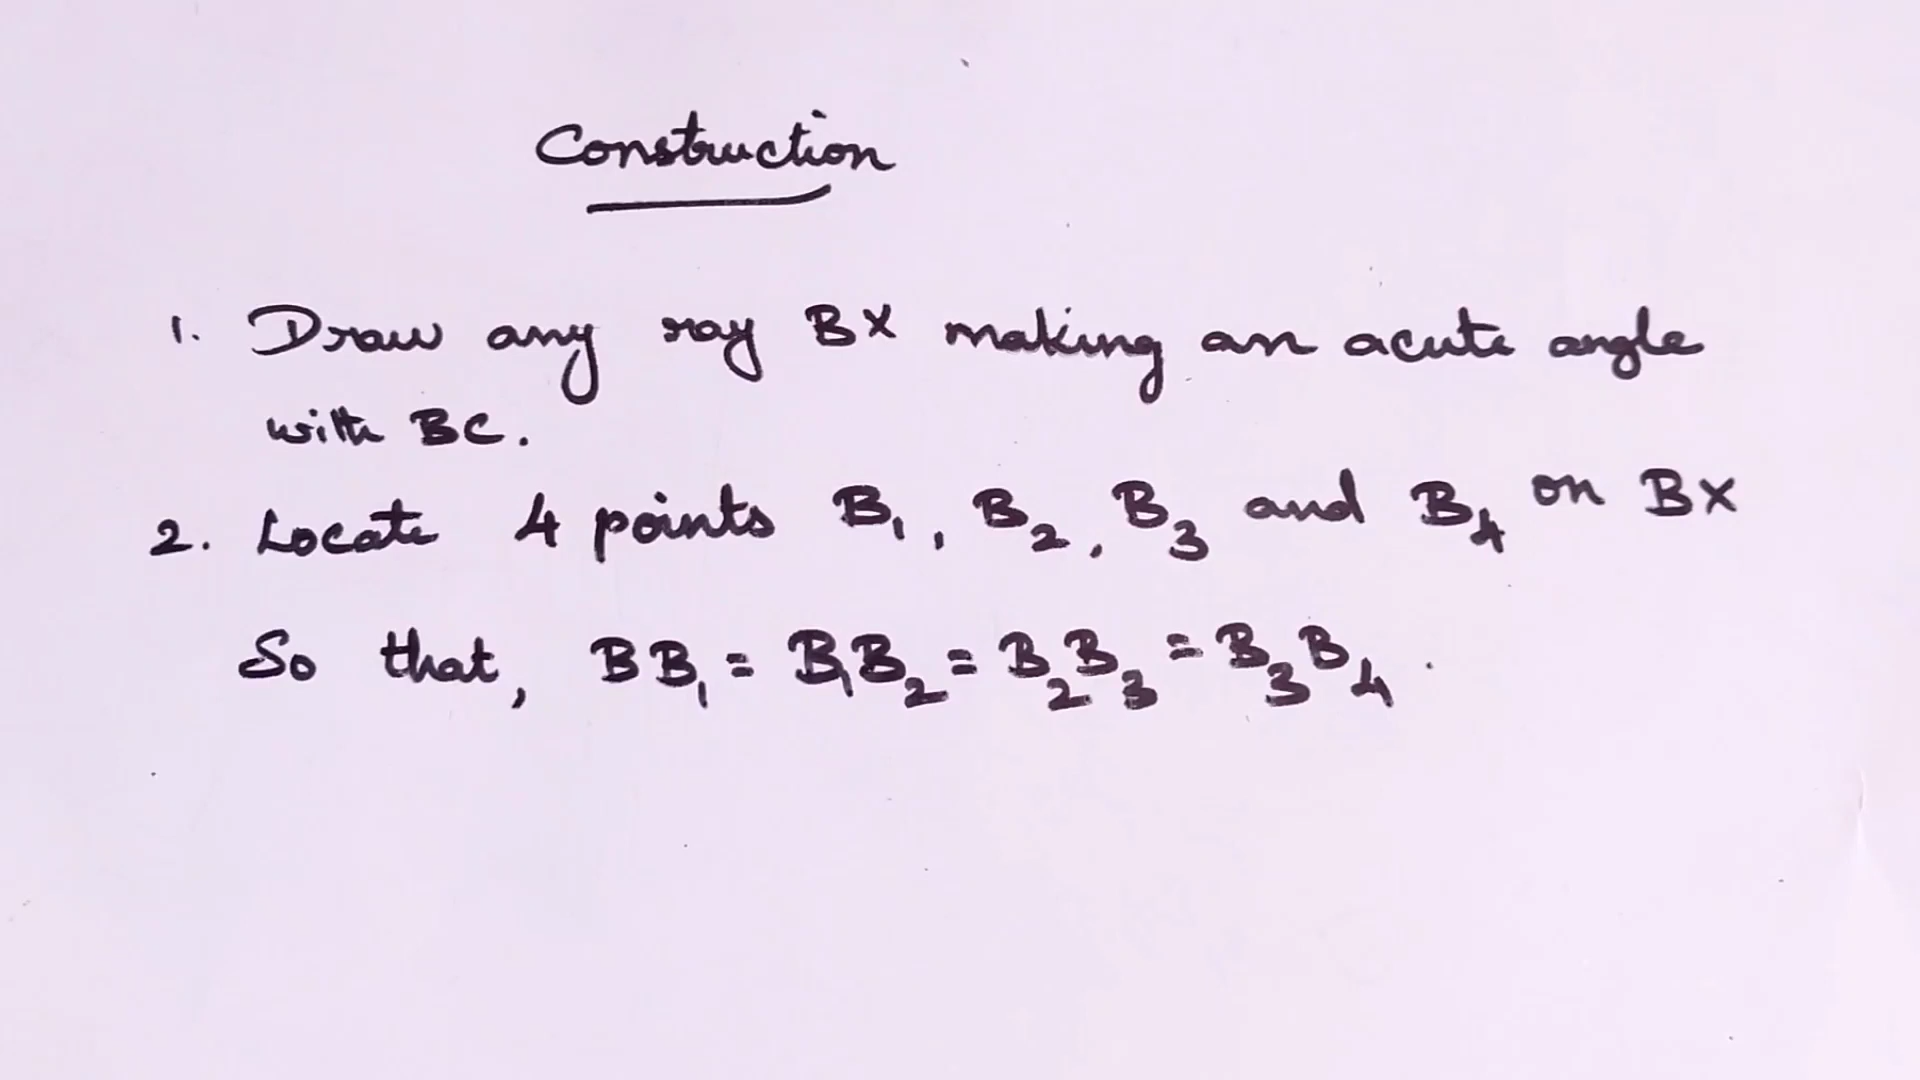 Construction
1. Draw any ray BX making an acute angle
with BC.
2. Locate 4 points B₁, B₂, B₃ and B₄ on BX
So that, BB₁ = B₁B₂ = B₂B₃ = B₃B₄.